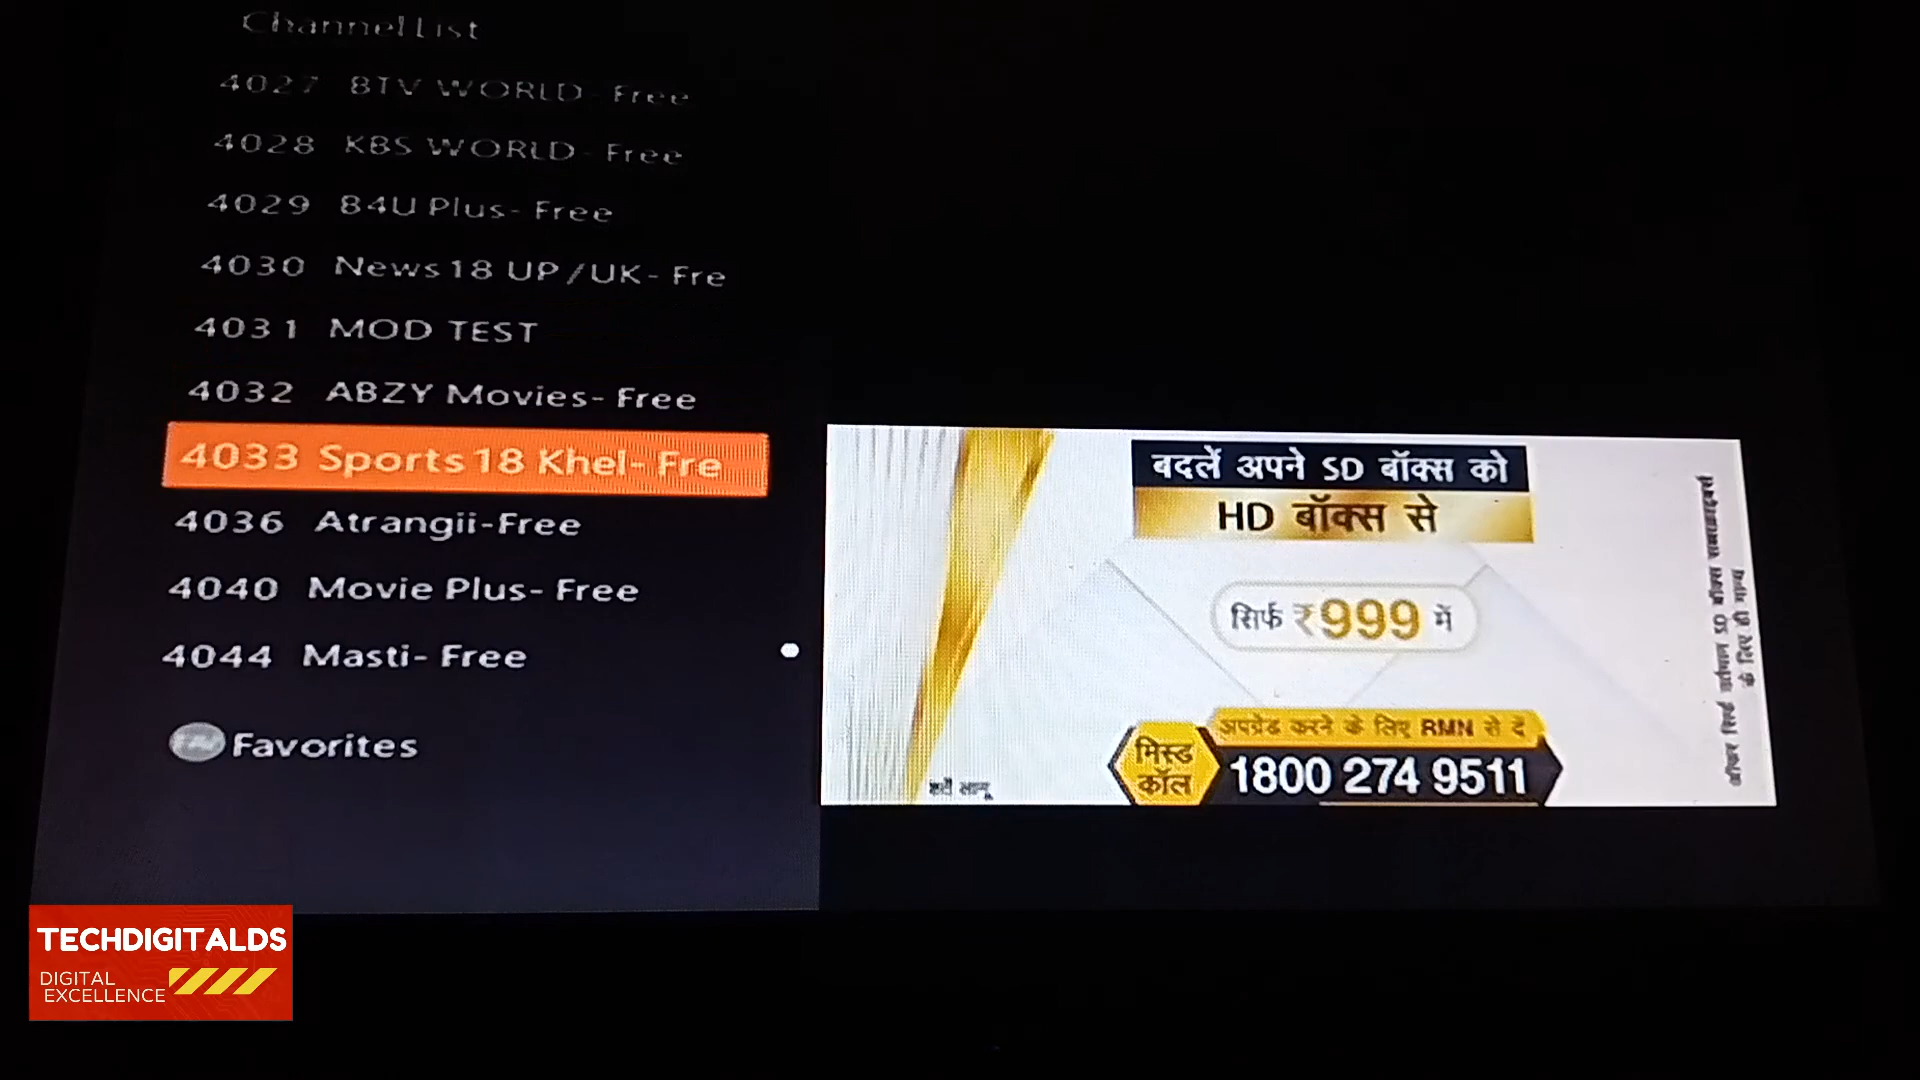 Channel List
4027 BTV WORLD- Free
4028 KBS WORLD- Free
4029 B4U Plus- Free
4030 News18 UP/UK- Fre
4031 MOD TEST
4032 ABZY Movies- Free
4033 Sports18 Khel- Fre
4036 Atrangii-Free
4040 Movie Plus- Free
4044 Masti- Free
Favorites
बदलें अपने SD बॉक्स को
HD बॉक्स से
सिर्फ ₹999 में
अपग्रेड करने के लिए RMN से दें
मिस्ड
कॉल
1800 274 9511
शर्तें लागू
TECHDIGITALDS
DIGITAL
EXCELLENCE